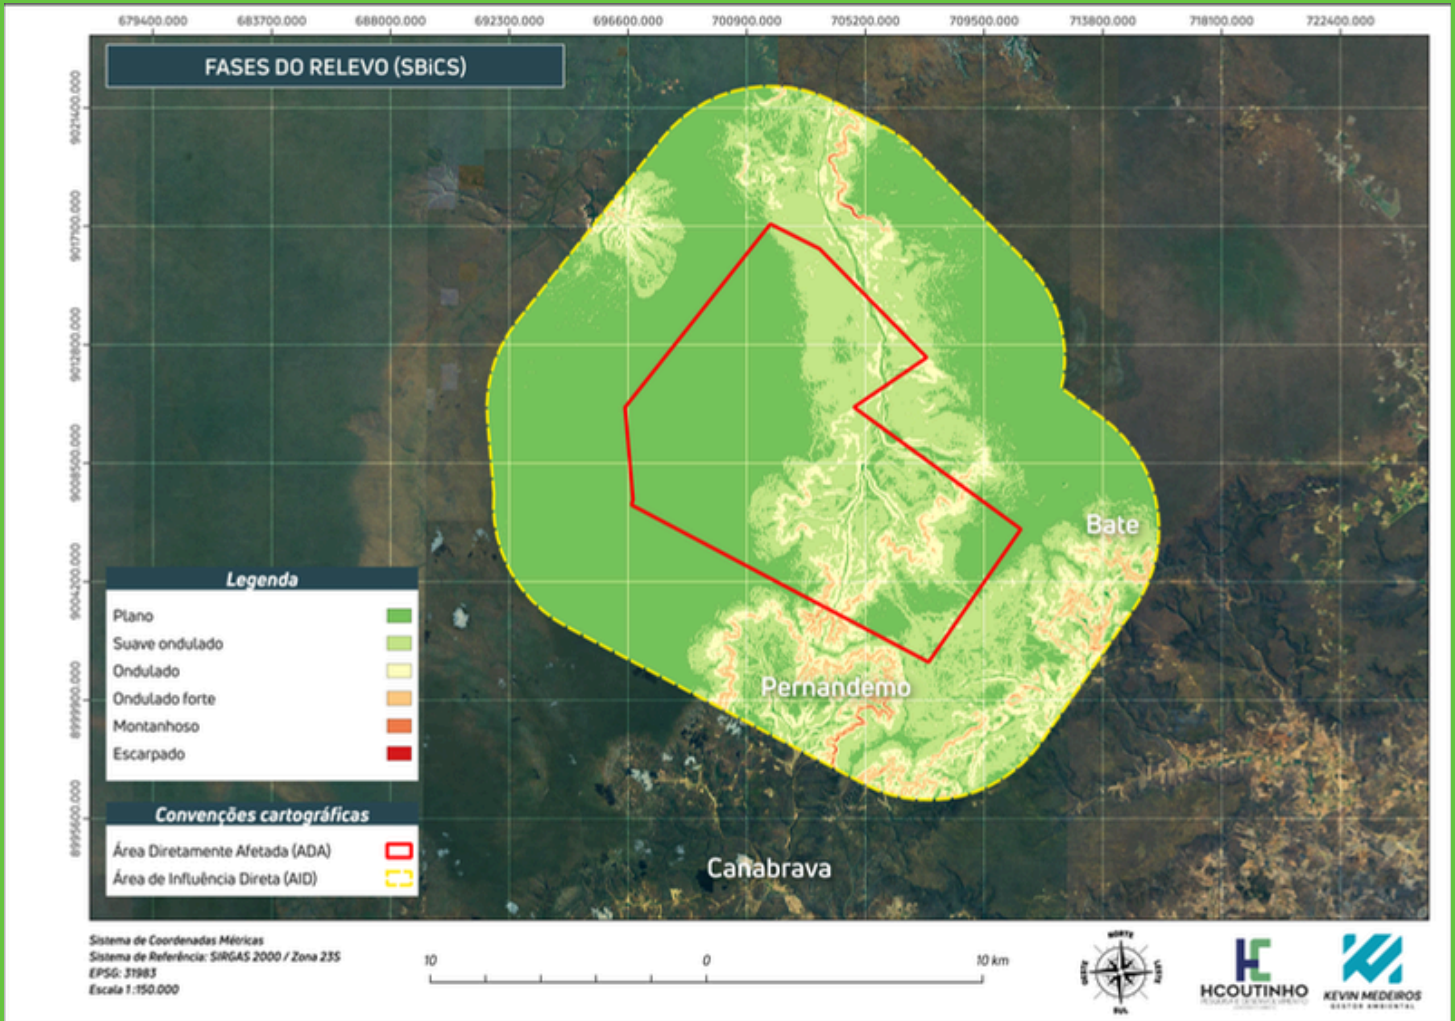 679400.000 683700.000 688000.000 692300.000 696600.000 700900.000 705200.000 709500.000 713800.000 718100.000 722400.000
FASES DO RELEVO (SBiCS)
9021400.000
9017100.000
9012800.000
9008500.000
9004200.000
8999900.000
8995600.000
Bate
Pernandemo
Canabrava
Legenda
Plano
Suave ondulado
Ondulado
Ondulado forte
Montanhoso
Escarpado
Convenções cartográficas
Área Diretamente Afetada (ADA)
Área de Influência Direta (AID)
Sistema de Coordenadas Métricas
Sistema de Referência: SIRGAS 2000 / Zona 23S
EPSG: 31983
Escala 1:150.000
10 0 10 km
NORTE
OESTE
LESTE
SUL
HCOUTINHO
PESQUISA E DESENVOLVIMENTO
KEVIN MEDEIROS
GESTOR AMBIENTAL